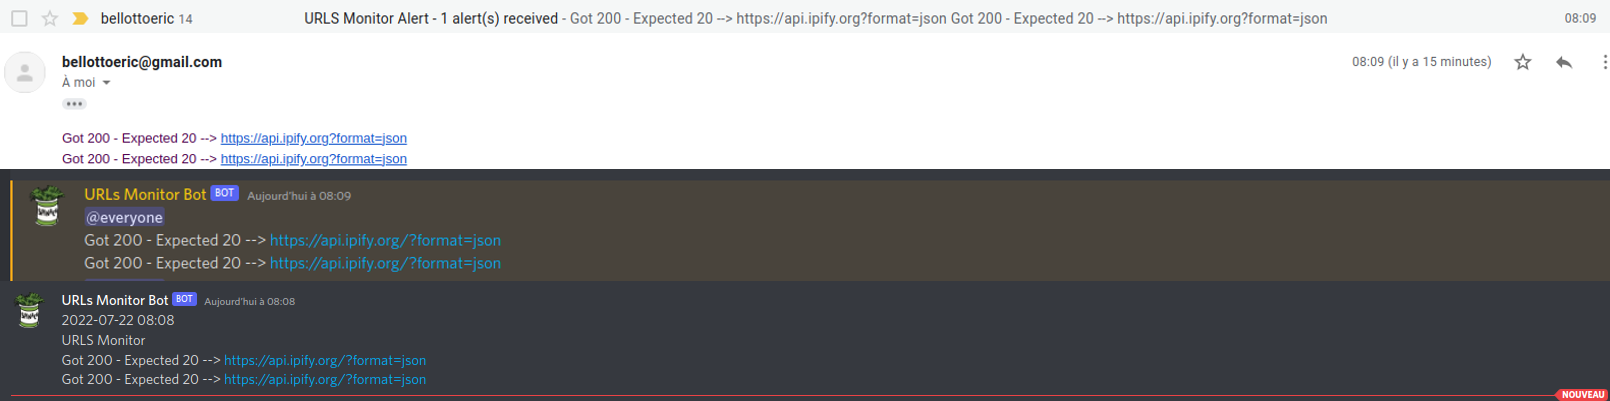 bellottoeric 14 URLS Monitor Alert - 1 alert(s) received - Got 200 - Expected 20 --> https://api.ipify.org?format=json Got 200 - Expected 20 --> https://api.ipify.org?format=json 08:09
bellottoeric@gmail.com 08:09 (il y a 15 minutes)
À moi
Got 200 - Expected 20 --> https://api.ipify.org?format=json
Got 200 - Expected 20 --> https://api.ipify.org?format=json
URLs Monitor Bot BOT Aujourd'hui à 08:09
@everyone
Got 200 - Expected 20 --> https://api.ipify.org/?format=json
Got 200 - Expected 20 --> https://api.ipify.org/?format=json
URLs Monitor Bot BOT Aujourd'hui à 08:08
2022-07-22 08:08
URLS Monitor
Got 200 - Expected 20 --> https://api.ipify.org/?format=json
Got 200 - Expected 20 --> https://api.ipify.org/?format=json
NOUVEAU